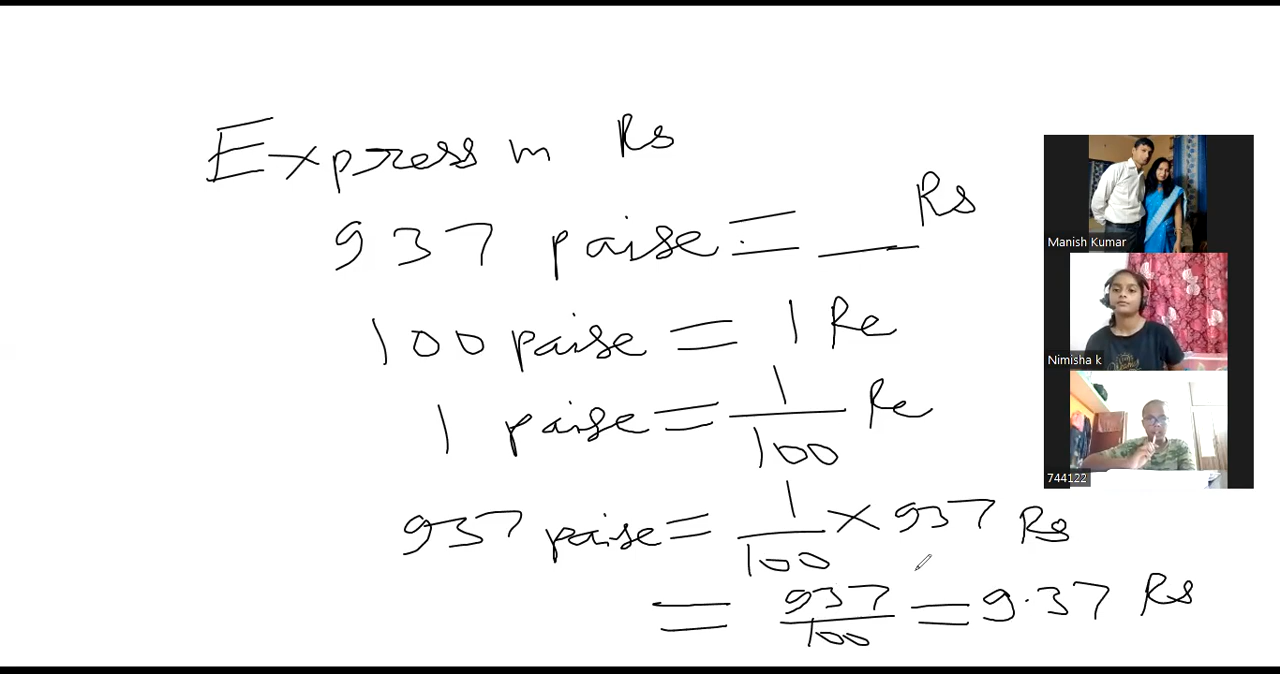 Express in Rs
937 paise = __ Rs
100 paise = 1 Re
1 paise = 1/100 Re
937 paise = 1/100 × 937 Rs
= 937/100 = 9.37 Rs
Manish Kumar
Nimisha k
744122